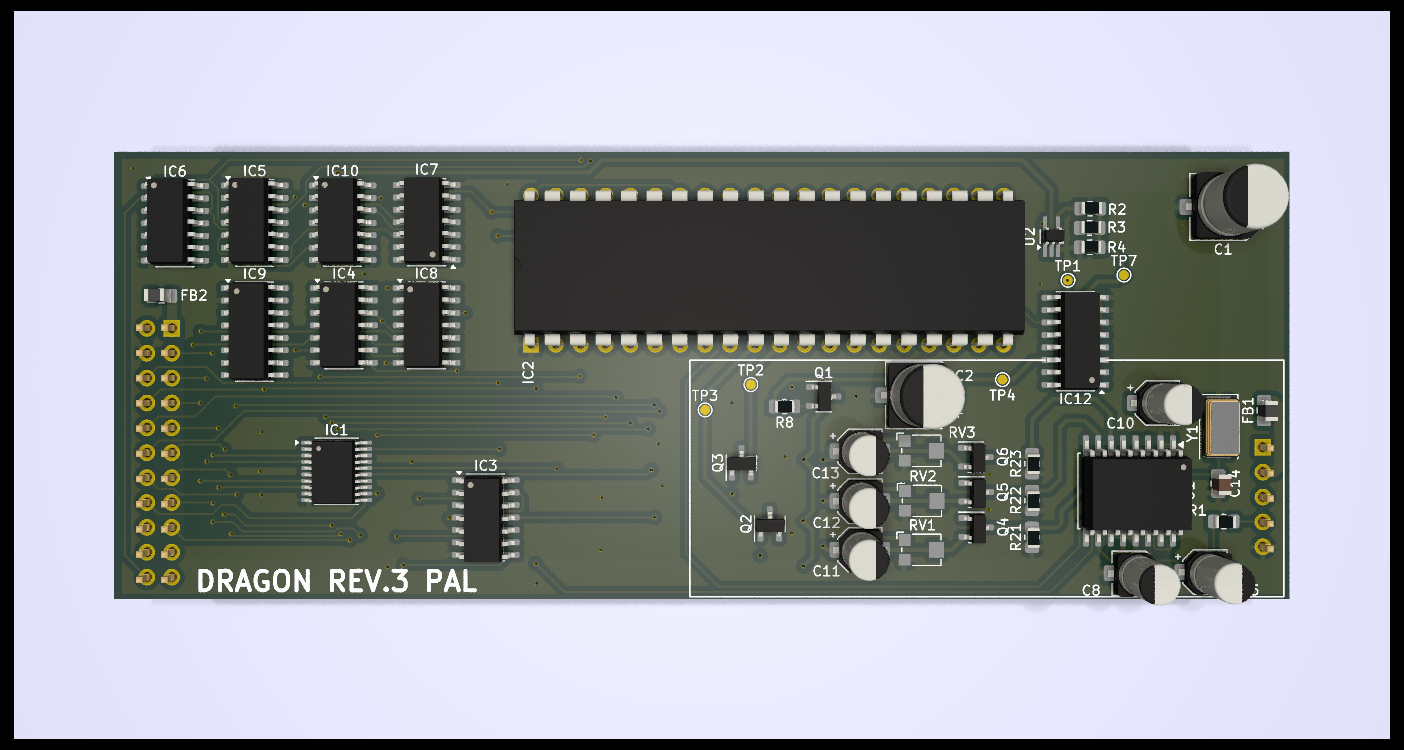 IC6 IC5 IC10 IC7
U2 R2
R3
R4
C1
IC9 IC4 IC8
TP1 TP7
FB2
IC2
TP2 Q1 C2 TP4
TP3 IC12
R8
C10 Y1 FB1
IC1
RV3
Q3 C13 RV2 Q6 R23
IC3
C14
Q5 R22
Q2 C12 RV1 R1
Q4 R21
C11
DRAGON REV.3 PAL
C8